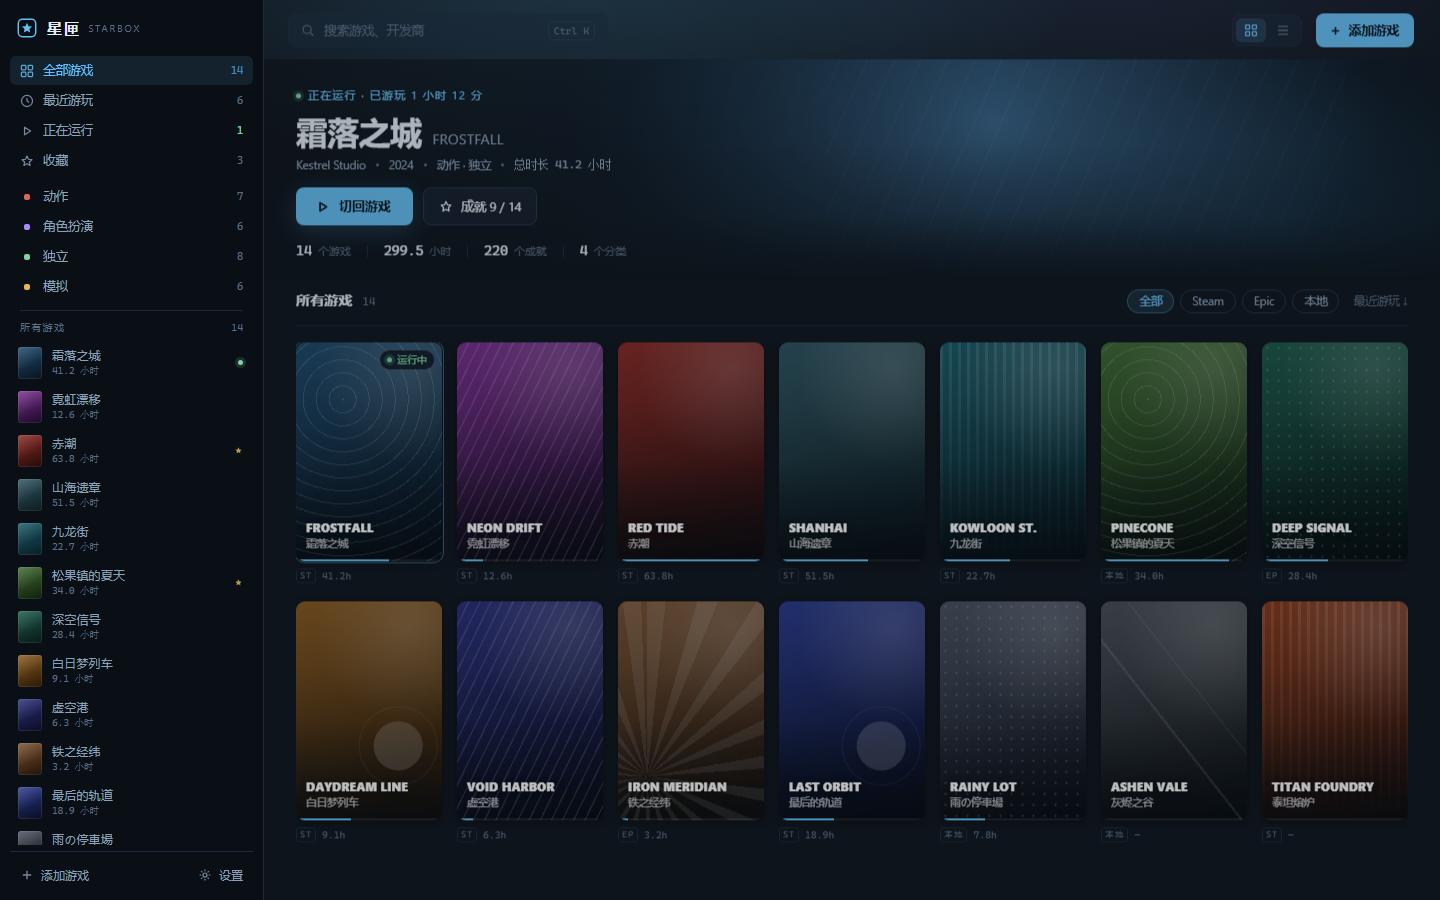 星匣 STARBOX
全部游戏 14
最近游玩 6
正在运行 1
收藏 3
动作 7
角色扮演 6
独立 8
模拟 6
所有游戏 14
霜落之城
41.2 小时
霓虹漂移
12.6 小时
赤潮
63.8 小时
山海遗章
51.5 小时
九龙街
22.7 小时
松果镇的夏天
34.0 小时
深空信号
28.4 小时
白日梦列车
9.1 小时
虚空港
6.3 小时
铁之经纬
3.2 小时
最后的轨道
18.9 小时
雨の停車場
添加游戏 设置
搜索游戏、开发商 Ctrl K
添加游戏
正在运行 · 已游玩 1 小时 12 分
霜落之城 FROSTFALL
Kestrel Studio • 2024 • 动作 · 独立 • 总时长 41.2 小时
切回游戏 成就 9 / 14
14 个游戏 299.5 小时 220 个成就 4 个分类
所有游戏 14
全部 Steam Epic 本地 最近游玩 ↓
运行中
FROSTFALL
霜落之城
ST 41.2h
NEON DRIFT
霓虹漂移
ST 12.6h
RED TIDE
赤潮
ST 63.8h
SHANHAI
山海遗章
ST 51.5h
KOWLOON ST.
九龙街
ST 22.7h
PINECONE
松果镇的夏天
本地 34.0h
DEEP SIGNAL
深空信号
EP 28.4h
DAYDREAM LINE
白日梦列车
ST 9.1h
VOID HARBOR
虚空港
ST 6.3h
IRON MERIDIAN
铁之经纬
EP 3.2h
LAST ORBIT
最后的轨道
ST 18.9h
RAINY LOT
雨の停車場
本地 7.8h
ASHEN VALE
灰烬之谷
本地 —
TITAN FOUNDRY
泰坦熔炉
ST —